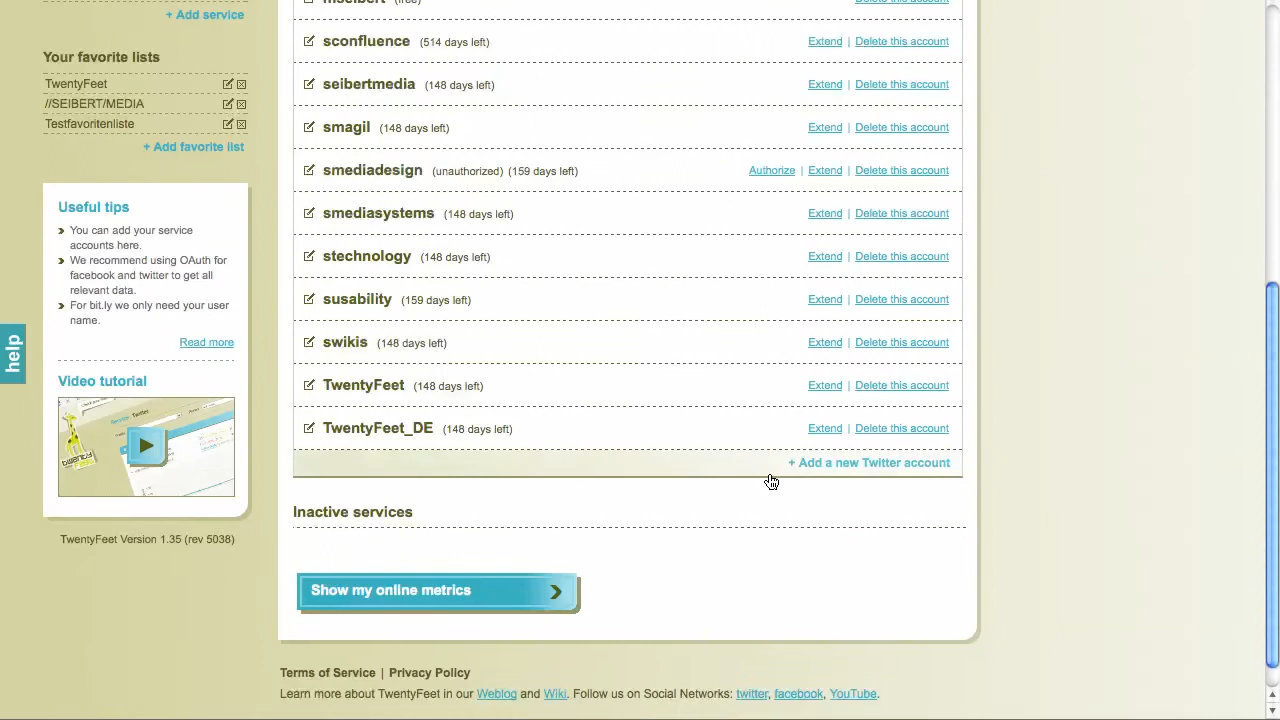 + Add service
Your favorite lists
TwentyFeet
//SEIBERT/MEDIA
Testfavoritenliste
+ Add favorite list
Useful tips
You can add your service
accounts here.
We recommend using OAuth for
facebook and twitter to get all
relevant data.
For bit.ly we only need your user
name.
Read more
Video tutorial
TwentyFeet Version 1.35 (rev 5038)
help
sconfluence (514 days left) Extend | Delete this account
seibertmedia (148 days left) Extend | Delete this account
smagil (148 days left) Extend | Delete this account
smediadesign (unauthorized) (159 days left) Authorize | Extend | Delete this account
smediasystems (148 days left) Extend | Delete this account
stechnology (148 days left) Extend | Delete this account
susability (159 days left) Extend | Delete this account
swikis (148 days left) Extend | Delete this account
TwentyFeet (148 days left) Extend | Delete this account
TwentyFeet_DE (148 days left) Extend | Delete this account
+ Add a new Twitter account
Inactive services
Show my online metrics
Terms of Service | Privacy Policy
Learn more about TwentyFeet in our Weblog and Wiki. Follow us on Social Networks: twitter, facebook, YouTube.